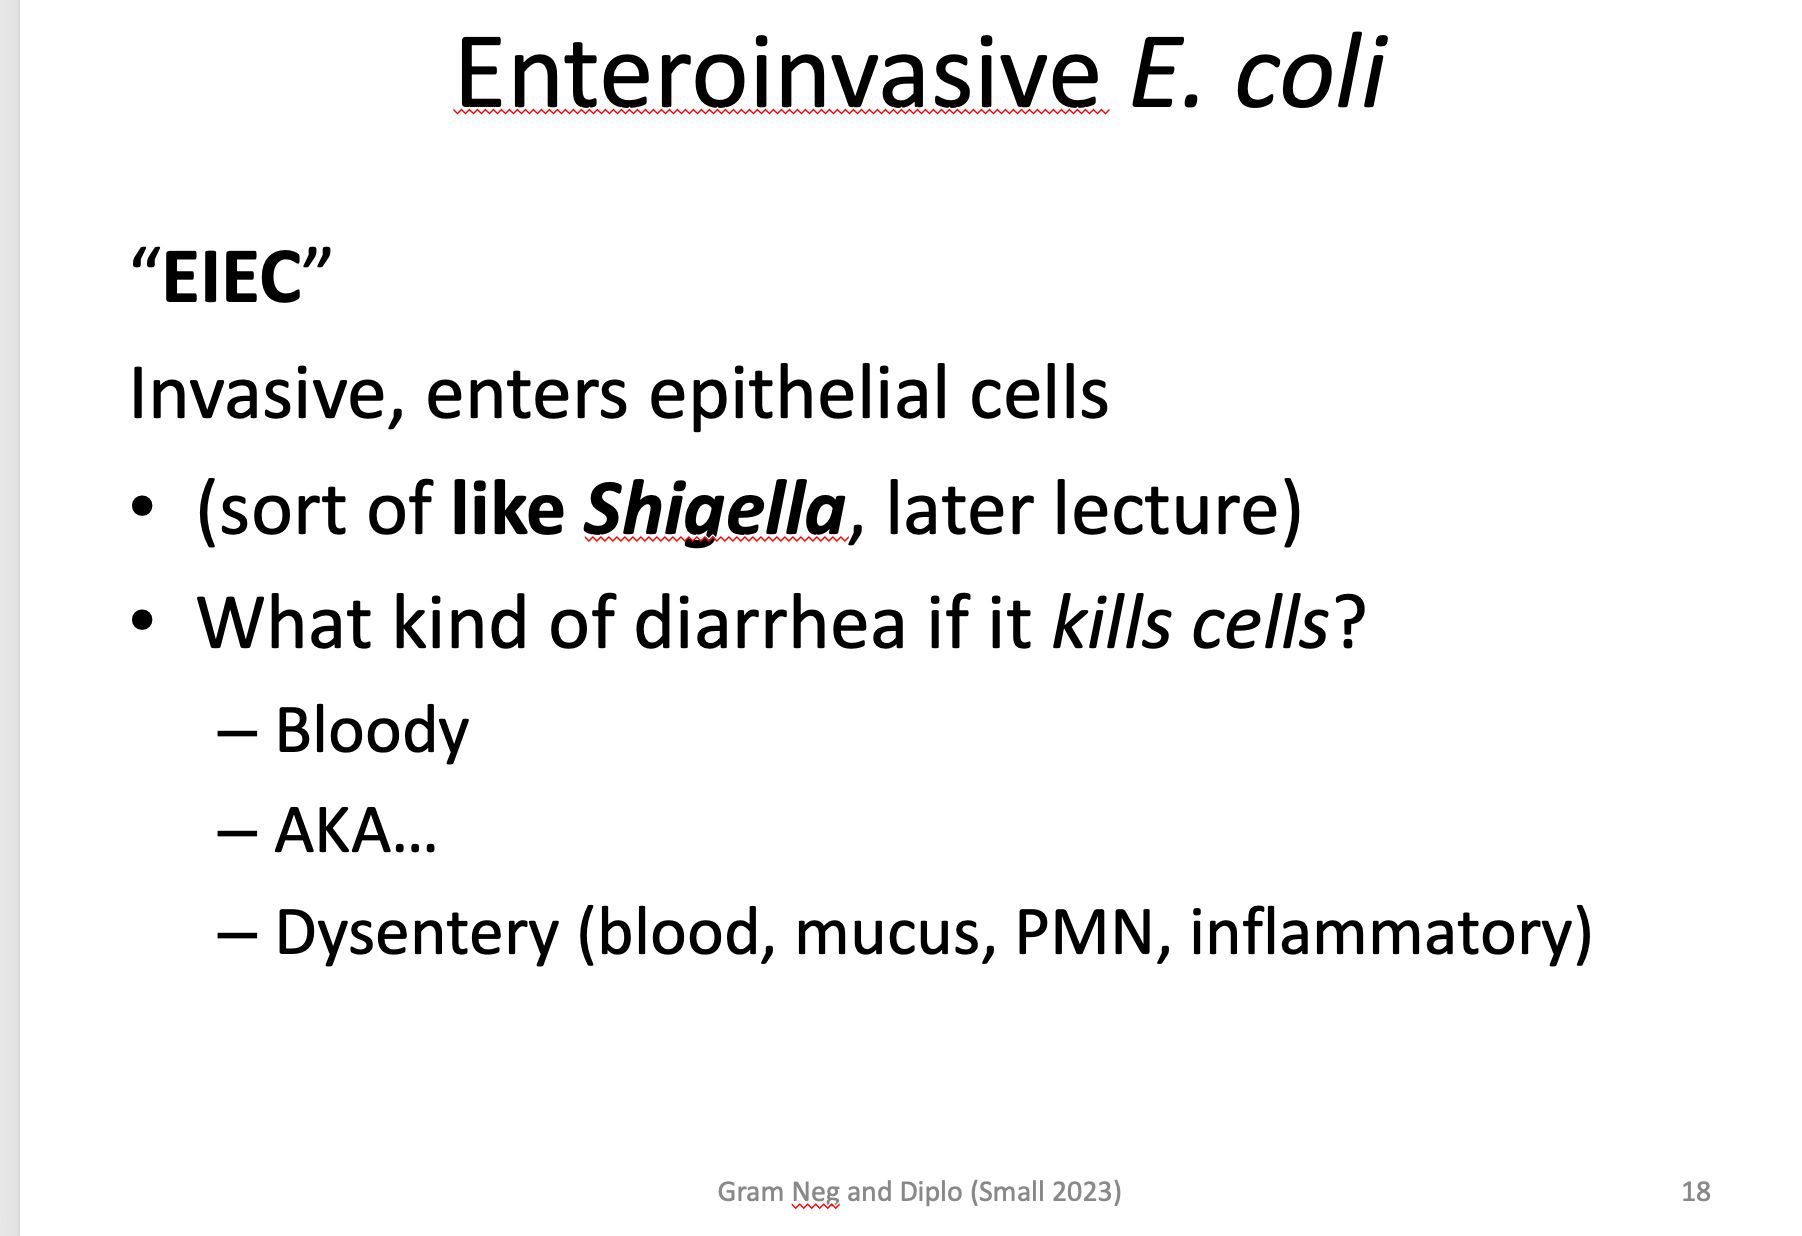 Enteroinvasive E. coli
“EIEC”
Invasive, enters epithelial cells
• (sort of like Shigella, later lecture)
• What kind of diarrhea if it kills cells?
– Bloody
– AKA...
– Dysentery (blood, mucus, PMN, inflammatory)
Gram Neg and Diplo (Small 2023)
18